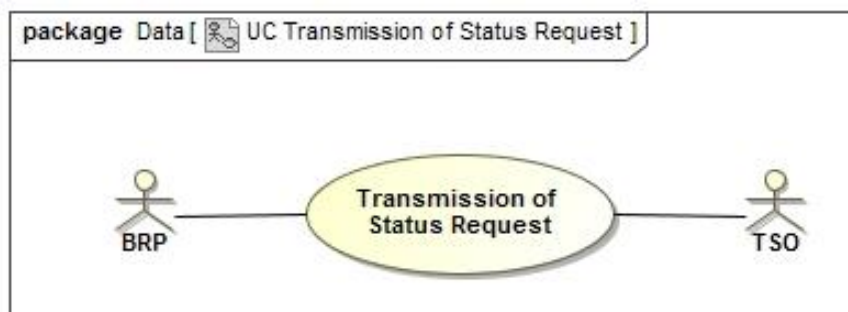 package Data [ UC Transmission of Status Request ]
Transmission of
Status Request
BRP
TSO